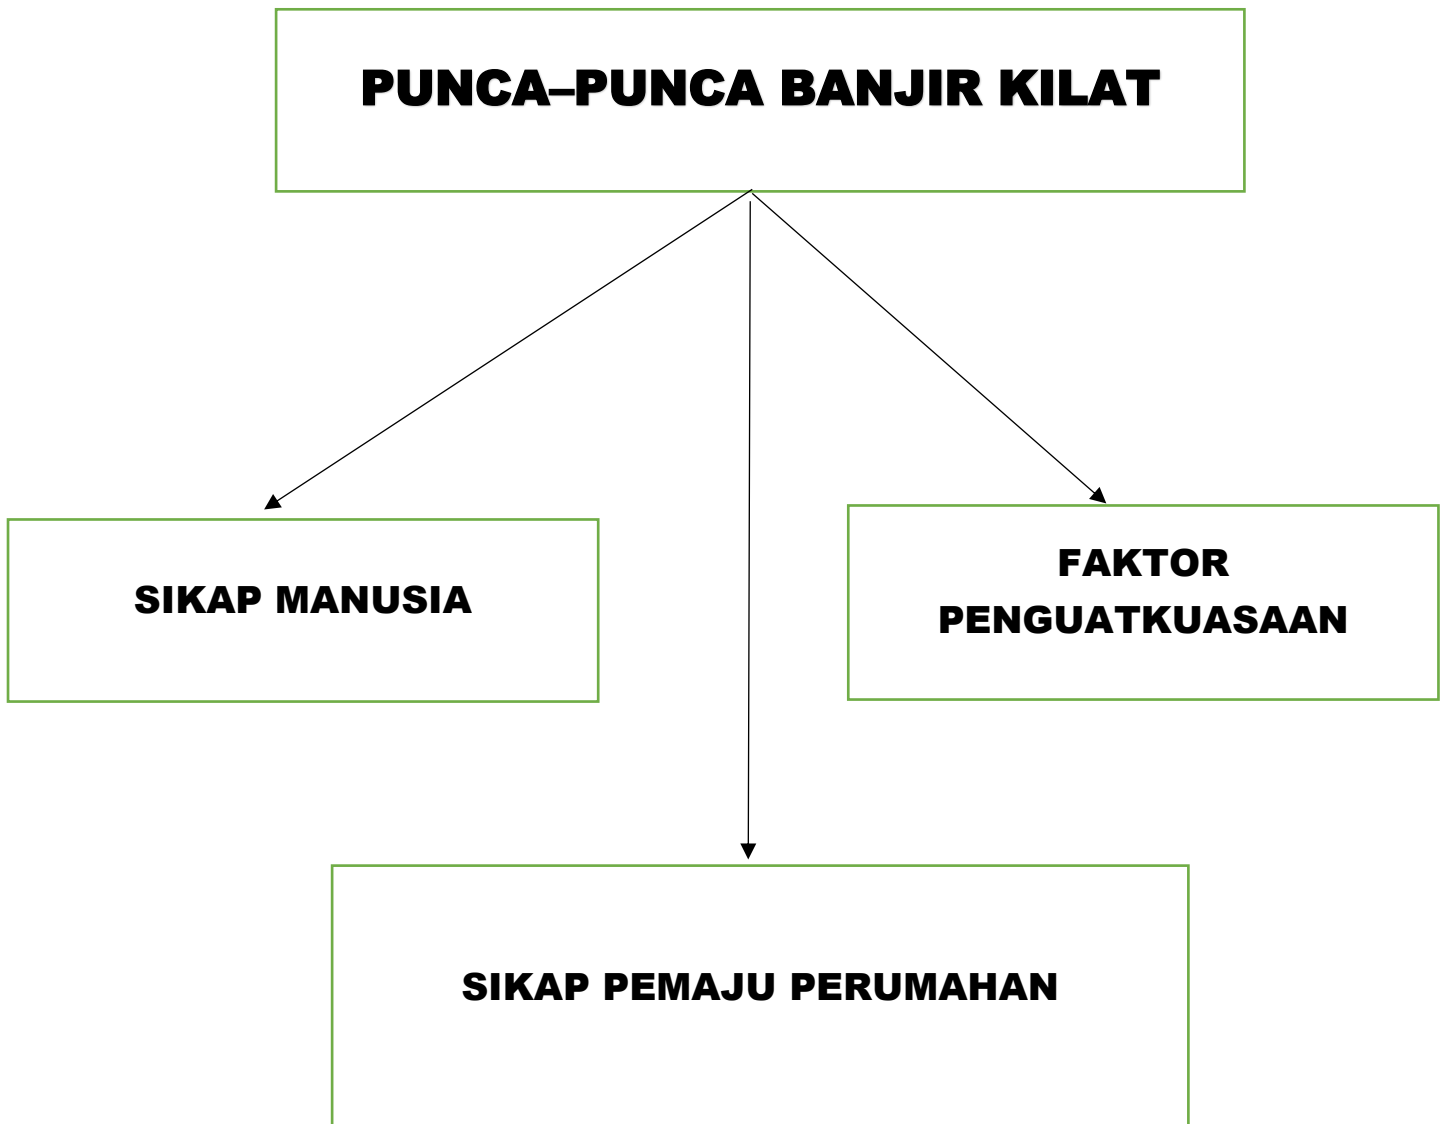 PUNCA–PUNCA BANJIR KILAT
SIKAP MANUSIA
FAKTOR
PENGUATKUASAAN
SIKAP PEMAJU PERUMAHAN